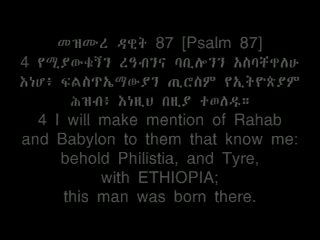 መዝሙረ ዳዊት 87 [Psalm 87]
4 የሚያውቁኝን ረዓብንና ባቢሎንን አስባቸዋለሁ
እነሆ፥ ፍልስጥኤማውያን ጢሮስም የኢትዮጵያም
ሕዝብ፥ እነዚህ በዚያ ተወለዱ።
4 I will make mention of Rahab
and Babylon to them that know me:
behold Philistia, and Tyre,
with ETHIOPIA;
this man was born there.